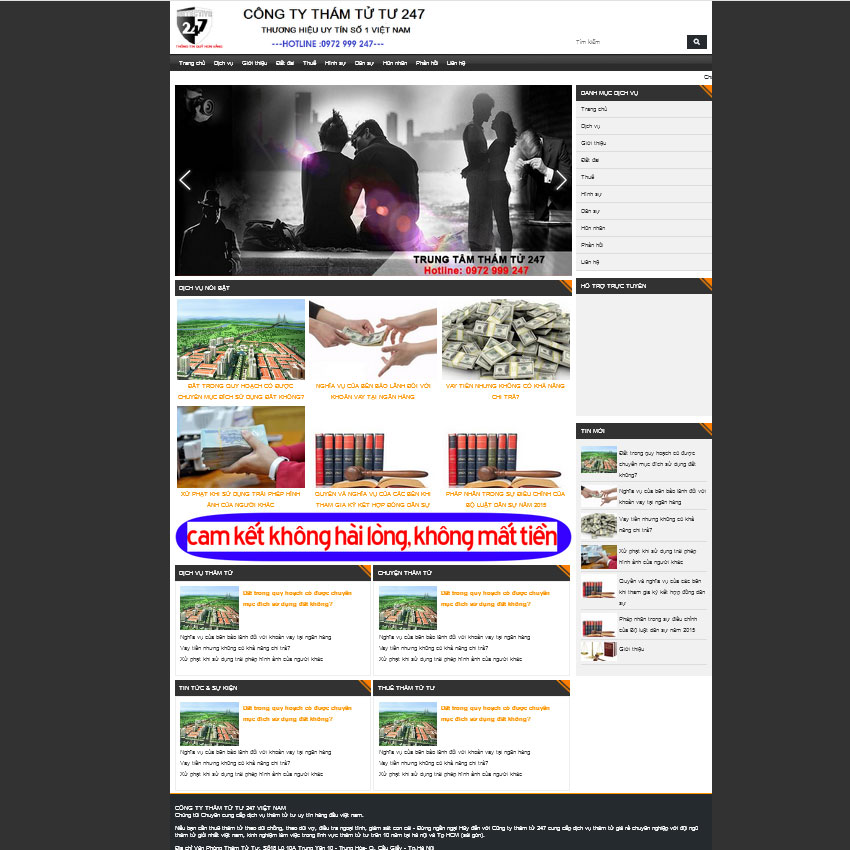 DETECTIVE
247
CÔNG TY THÁM TỬ TƯ 247
THƯƠNG HIỆU UY TÍN SỐ 1 VIỆT NAM
---HOTLINE :0972 999 247---
Tìm kiếm
Trang chủ Dịch vụ Giới thiệu Đất đai Thuế Hình sự Dân sự Hôn nhân Phản hồi Liên hệ
Ch
TRUNG TÂM THÁM TỬ 247
Hotline: 0972 999 247
DANH MỤC DỊCH VỤ
Trang chủ
Dịch vụ
Giới thiệu
Đất đai
Thuế
Hình sự
Dân sự
Hôn nhân
Phản hồi
Liên hệ
HỖ TRỢ TRỰC TUYẾN
DỊCH VỤ NỔI BẬT
ĐẤT TRONG QUY HOẠCH CÓ ĐƯỢC
CHUYỂN MỤC ĐÍCH SỬ DỤNG ĐẤT KHÔNG?
NGHĨA VỤ CỦA BÊN BẢO LÃNH ĐỐI VỚI
KHOẢN VAY TẠI NGÂN HÀNG
VAY TIỀN NHƯNG KHÔNG CÓ KHẢ NĂNG
CHI TRẢ?
XỬ PHẠT KHI SỬ DỤNG TRÁI PHÉP HÌNH
ẢNH CỦA NGƯỜI KHÁC
QUYỀN VÀ NGHĨA VỤ CỦA CÁC BÊN KHI
THAM GIA KÝ KẾT HỢP ĐỒNG DÂN SỰ
PHÁP NHÂN TRONG SỰ ĐIỀU CHỈNH CỦA
BỘ LUẬT DÂN SỰ NĂM 2015
cam kết không hài lòng, không mất tiền
TIN MỚI
Đất trong quy hoạch có được
chuyển mục đích sử dụng đất
không?
Nghĩa vụ của bên bảo lãnh đối với
khoản vay tại ngân hàng
Vay tiền nhưng không có khả
năng chi trả?
Xử phạt khi sử dụng trái phép
hình ảnh của người khác
Quyền và nghĩa vụ của các bên
khi tham gia ký kết hợp đồng dân
sự
Pháp nhân trong sự điều chỉnh
của Bộ luật dân sự năm 2015
Giới thiệu
DỊCH VỤ THÁM TỬ
Đất trong quy hoạch có được chuyển
mục đích sử dụng đất không?
Nghĩa vụ của bên bảo lãnh đối với khoản vay tại ngân hàng
Vay tiền nhưng không có khả năng chi trả?
Xử phạt khi sử dụng trái phép hình ảnh của người khác
CHUYỆN THÁM TỬ
Đất trong quy hoạch có được chuyển
mục đích sử dụng đất không?
Nghĩa vụ của bên bảo lãnh đối với khoản vay tại ngân hàng
Vay tiền nhưng không có khả năng chi trả?
Xử phạt khi sử dụng trái phép hình ảnh của người khác
TIN TỨC & SỰ KIỆN
Đất trong quy hoạch có được chuyển
mục đích sử dụng đất không?
Nghĩa vụ của bên bảo lãnh đối với khoản vay tại ngân hàng
Vay tiền nhưng không có khả năng chi trả?
Xử phạt khi sử dụng trái phép hình ảnh của người khác
THUÊ THÁM TỬ TƯ
Đất trong quy hoạch có được chuyển
mục đích sử dụng đất không?
Nghĩa vụ của bên bảo lãnh đối với khoản vay tại ngân hàng
Vay tiền nhưng không có khả năng chi trả?
Xử phạt khi sử dụng trái phép hình ảnh của người khác
CÔNG TY THÁM TỬ TƯ 247 VIỆT NAM
Chúng tôi Chuyên cung cấp dịch vụ thám tử tư uy tín hàng đầu việt nam.
Nếu bạn cần thuê thám tử theo dõi chồng, theo dõi vợ, điều tra ngoại tình, giám sát con cái - Đừng ngần ngại Hãy đến với Công ty thám tử 247 cung cấp dịch vụ thám tử giá rẻ chuyên nghiệp với đội ngũ
thám tử giỏi nhất việt nam, kinh nghiệm làm việc trong lĩnh vực thám tử tư trên 10 năm tại hà nội và Tp HCM (sài gòn).
Địa chỉ Văn Phòng Thám Tử Tư: Số18 Lô 10A Trung Yên 10 - Trung Hòa- Q. Cầu Giấy - Tp.Hà Nội